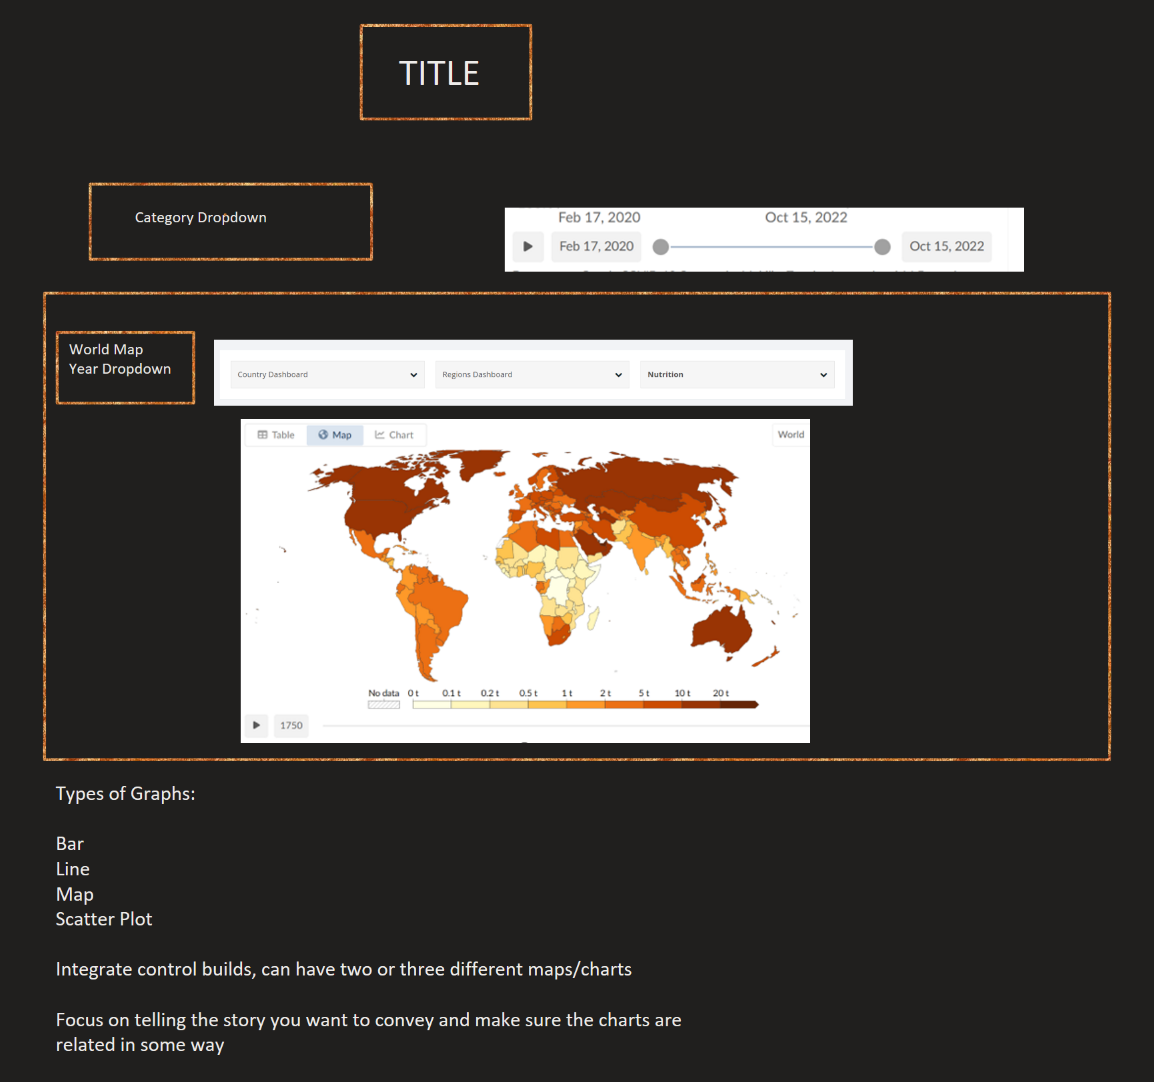 TITLE
Category Dropdown
Feb 17, 2020 Oct 15, 2022
Feb 17, 2020 Oct 15, 2022
World Map
Year Dropdown
Country Dashboard Regions Dashboard Nutrition
Table Map Chart World
No data 0 t 0.1 t 0.2 t 0.5 t 1 t 2 t 5 t 10 t 20 t
1750
Types of Graphs:
Bar
Line
Map
Scatter Plot
Integrate control builds, can have two or three different maps/charts
Focus on telling the story you want to convey and make sure the charts are
related in some way